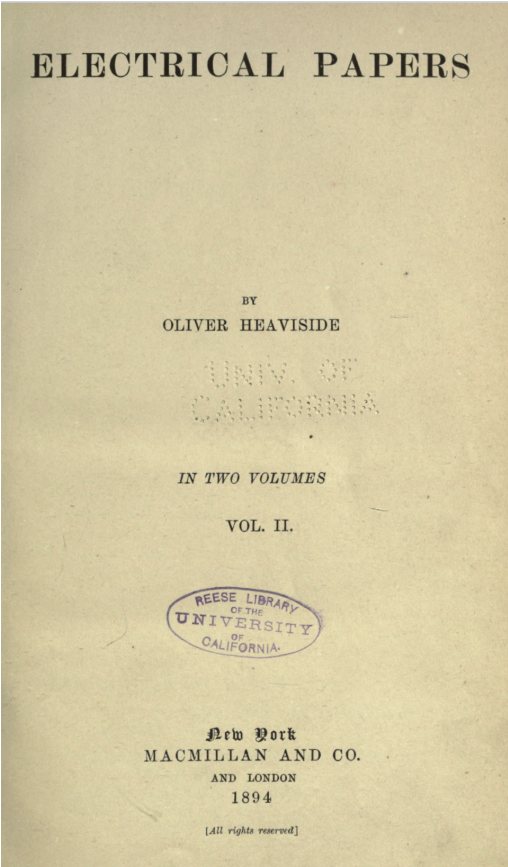 ELECTRICAL PAPERS
BY
OLIVER HEAVISIDE
UNIV. OF
CALIFORNIA
IN TWO VOLUMES
VOL. II.
REESE LIBRARY
OF THE
UNIVERSITY
OF
CALIFORNIA.
New York
MACMILLAN AND CO.
AND LONDON
1894
[All rights reserved]